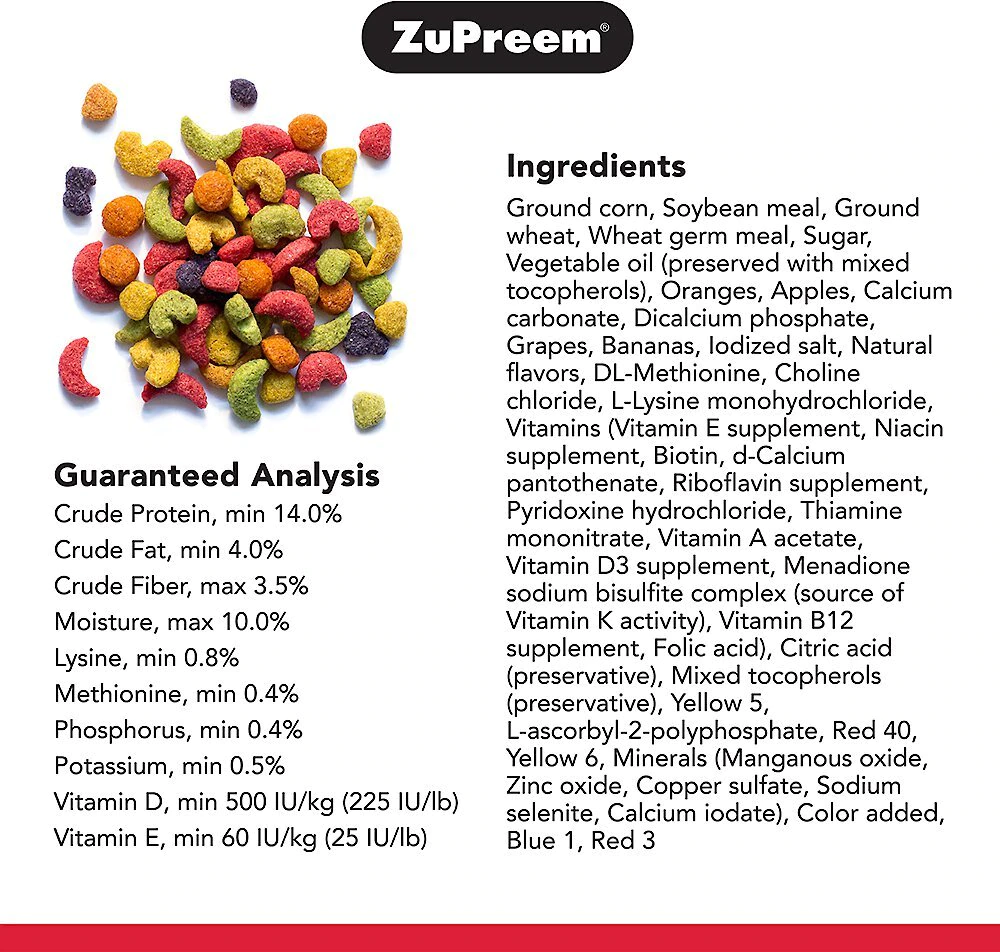 ZuPreem®
Guaranteed Analysis
Crude Protein, min 14.0%
Crude Fat, min 4.0%
Crude Fiber, max 3.5%
Moisture, max 10.0%
Lysine, min 0.8%
Methionine, min 0.4%
Phosphorus, min 0.4%
Potassium, min 0.5%
Vitamin D, min 500 IU/kg (225 IU/lb)
Vitamin E, min 60 IU/kg (25 IU/lb)
Ingredients
Ground corn, Soybean meal, Ground
wheat, Wheat germ meal, Sugar,
Vegetable oil (preserved with mixed
tocopherols), Oranges, Apples, Calcium
carbonate, Dicalcium phosphate,
Grapes, Bananas, Iodized salt, Natural
flavors, DL-Methionine, Choline
chloride, L-Lysine monohydrochloride,
Vitamins (Vitamin E supplement, Niacin
supplement, Biotin, d-Calcium
pantothenate, Riboflavin supplement,
Pyridoxine hydrochloride, Thiamine
mononitrate, Vitamin A acetate,
Vitamin D3 supplement, Menadione
sodium bisulfite complex (source of
Vitamin K activity), Vitamin B12
supplement, Folic acid), Citric acid
(preservative), Mixed tocopherols
(preservative), Yellow 5,
L-ascorbyl-2-polyphosphate, Red 40,
Yellow 6, Minerals (Manganous oxide,
Zinc oxide, Copper sulfate, Sodium
selenite, Calcium iodate), Color added,
Blue 1, Red 3